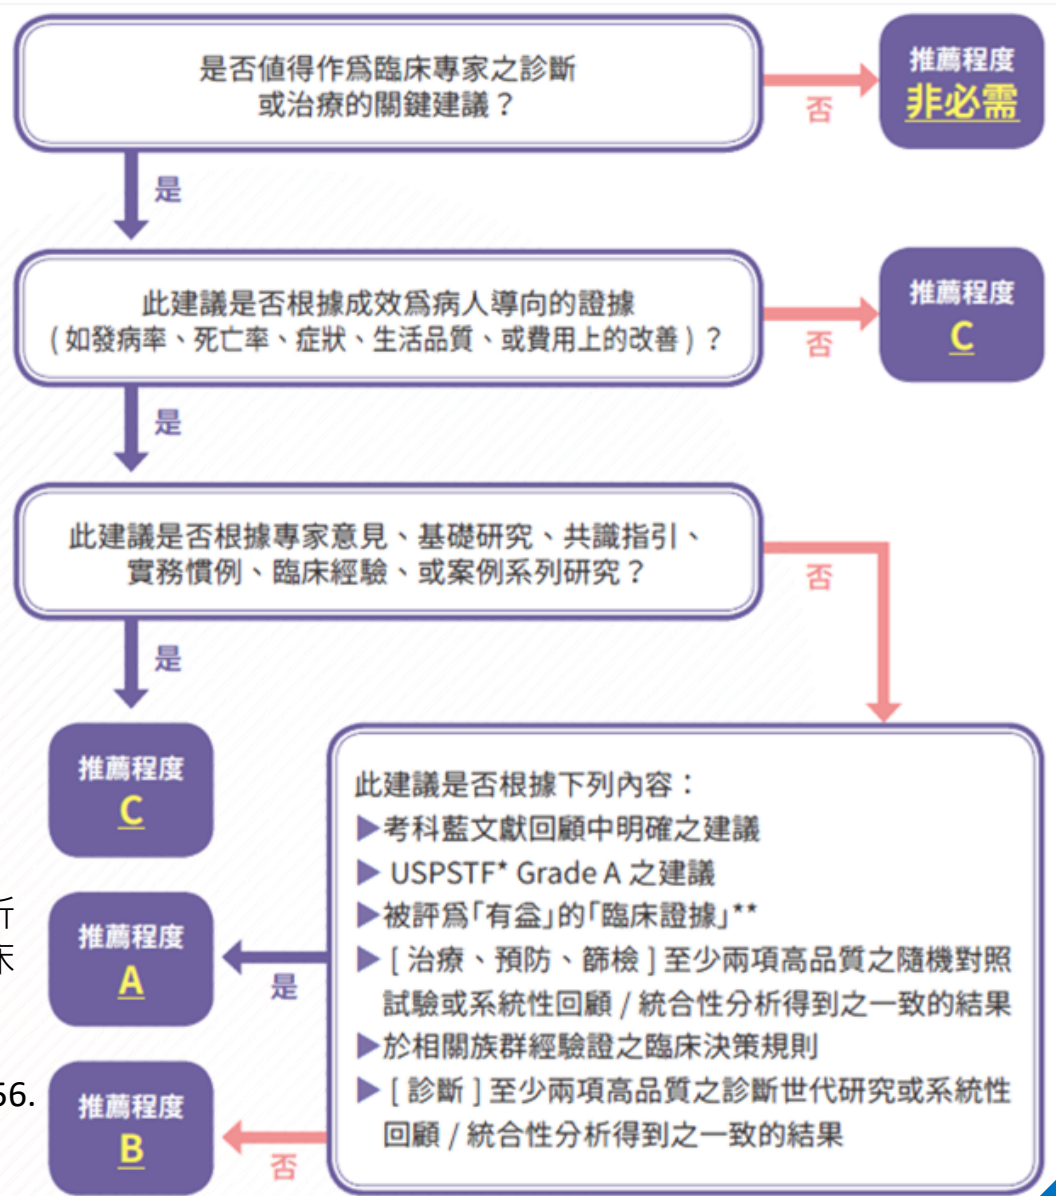 是否值得作為臨床專家之診斷
或治療的關鍵建議？
否
推薦程度
非必需
是
此建議是否根據成效為病人導向的證據
( 如發病率、死亡率、症狀、生活品質、或費用上的改善 ) ？
否
推薦程度
C
是
此建議是否根據專家意見、基礎研究、共識指引、
實務慣例、臨床經驗、或案例系列研究？
否
是
推薦程度
C
此建議是否根據下列內容：
▶考科藍文獻回顧中明確之建議
▶ USPSTF* Grade A 之建議
▶被評為「有益」的「臨床證據」**
▶ [ 治療、預防、篩檢 ] 至少兩項高品質之隨機對照
試驗或系統性回顧 / 統合性分析得到之一致的結果
▶於相關族群經驗證之臨床決策規則
▶ [ 診斷 ] 至少兩項高品質之診斷世代研究或系統性
回顧 / 統合性分析得到之一致的結果
是
推薦程度
A
否
推薦程度
B
床
56.